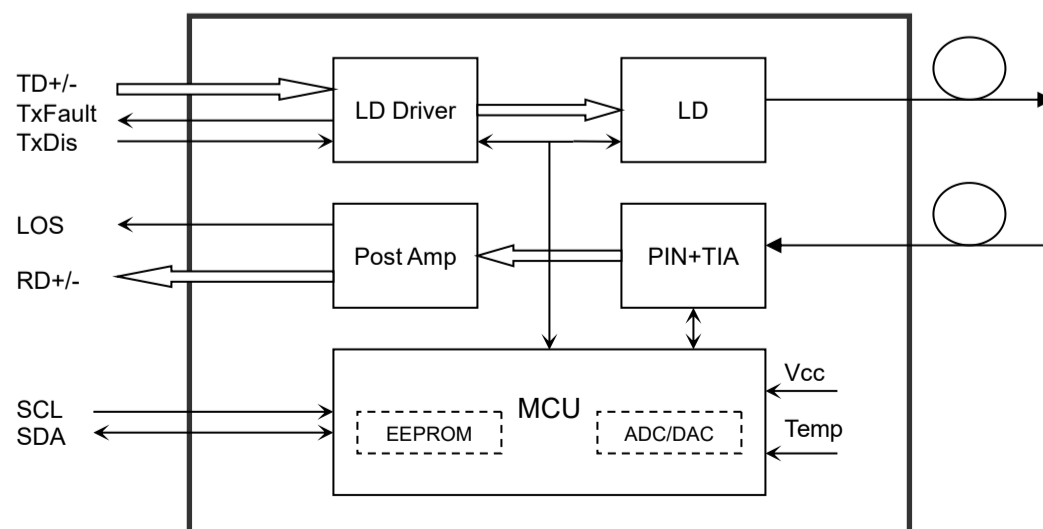 TD+/-
TxFault
TxDis
LD Driver
LD
LOS
RD+/-
Post Amp
PIN+TIA
SCL
SDA
MCU
EEPROM
ADC/DAC
Vcc
Temp